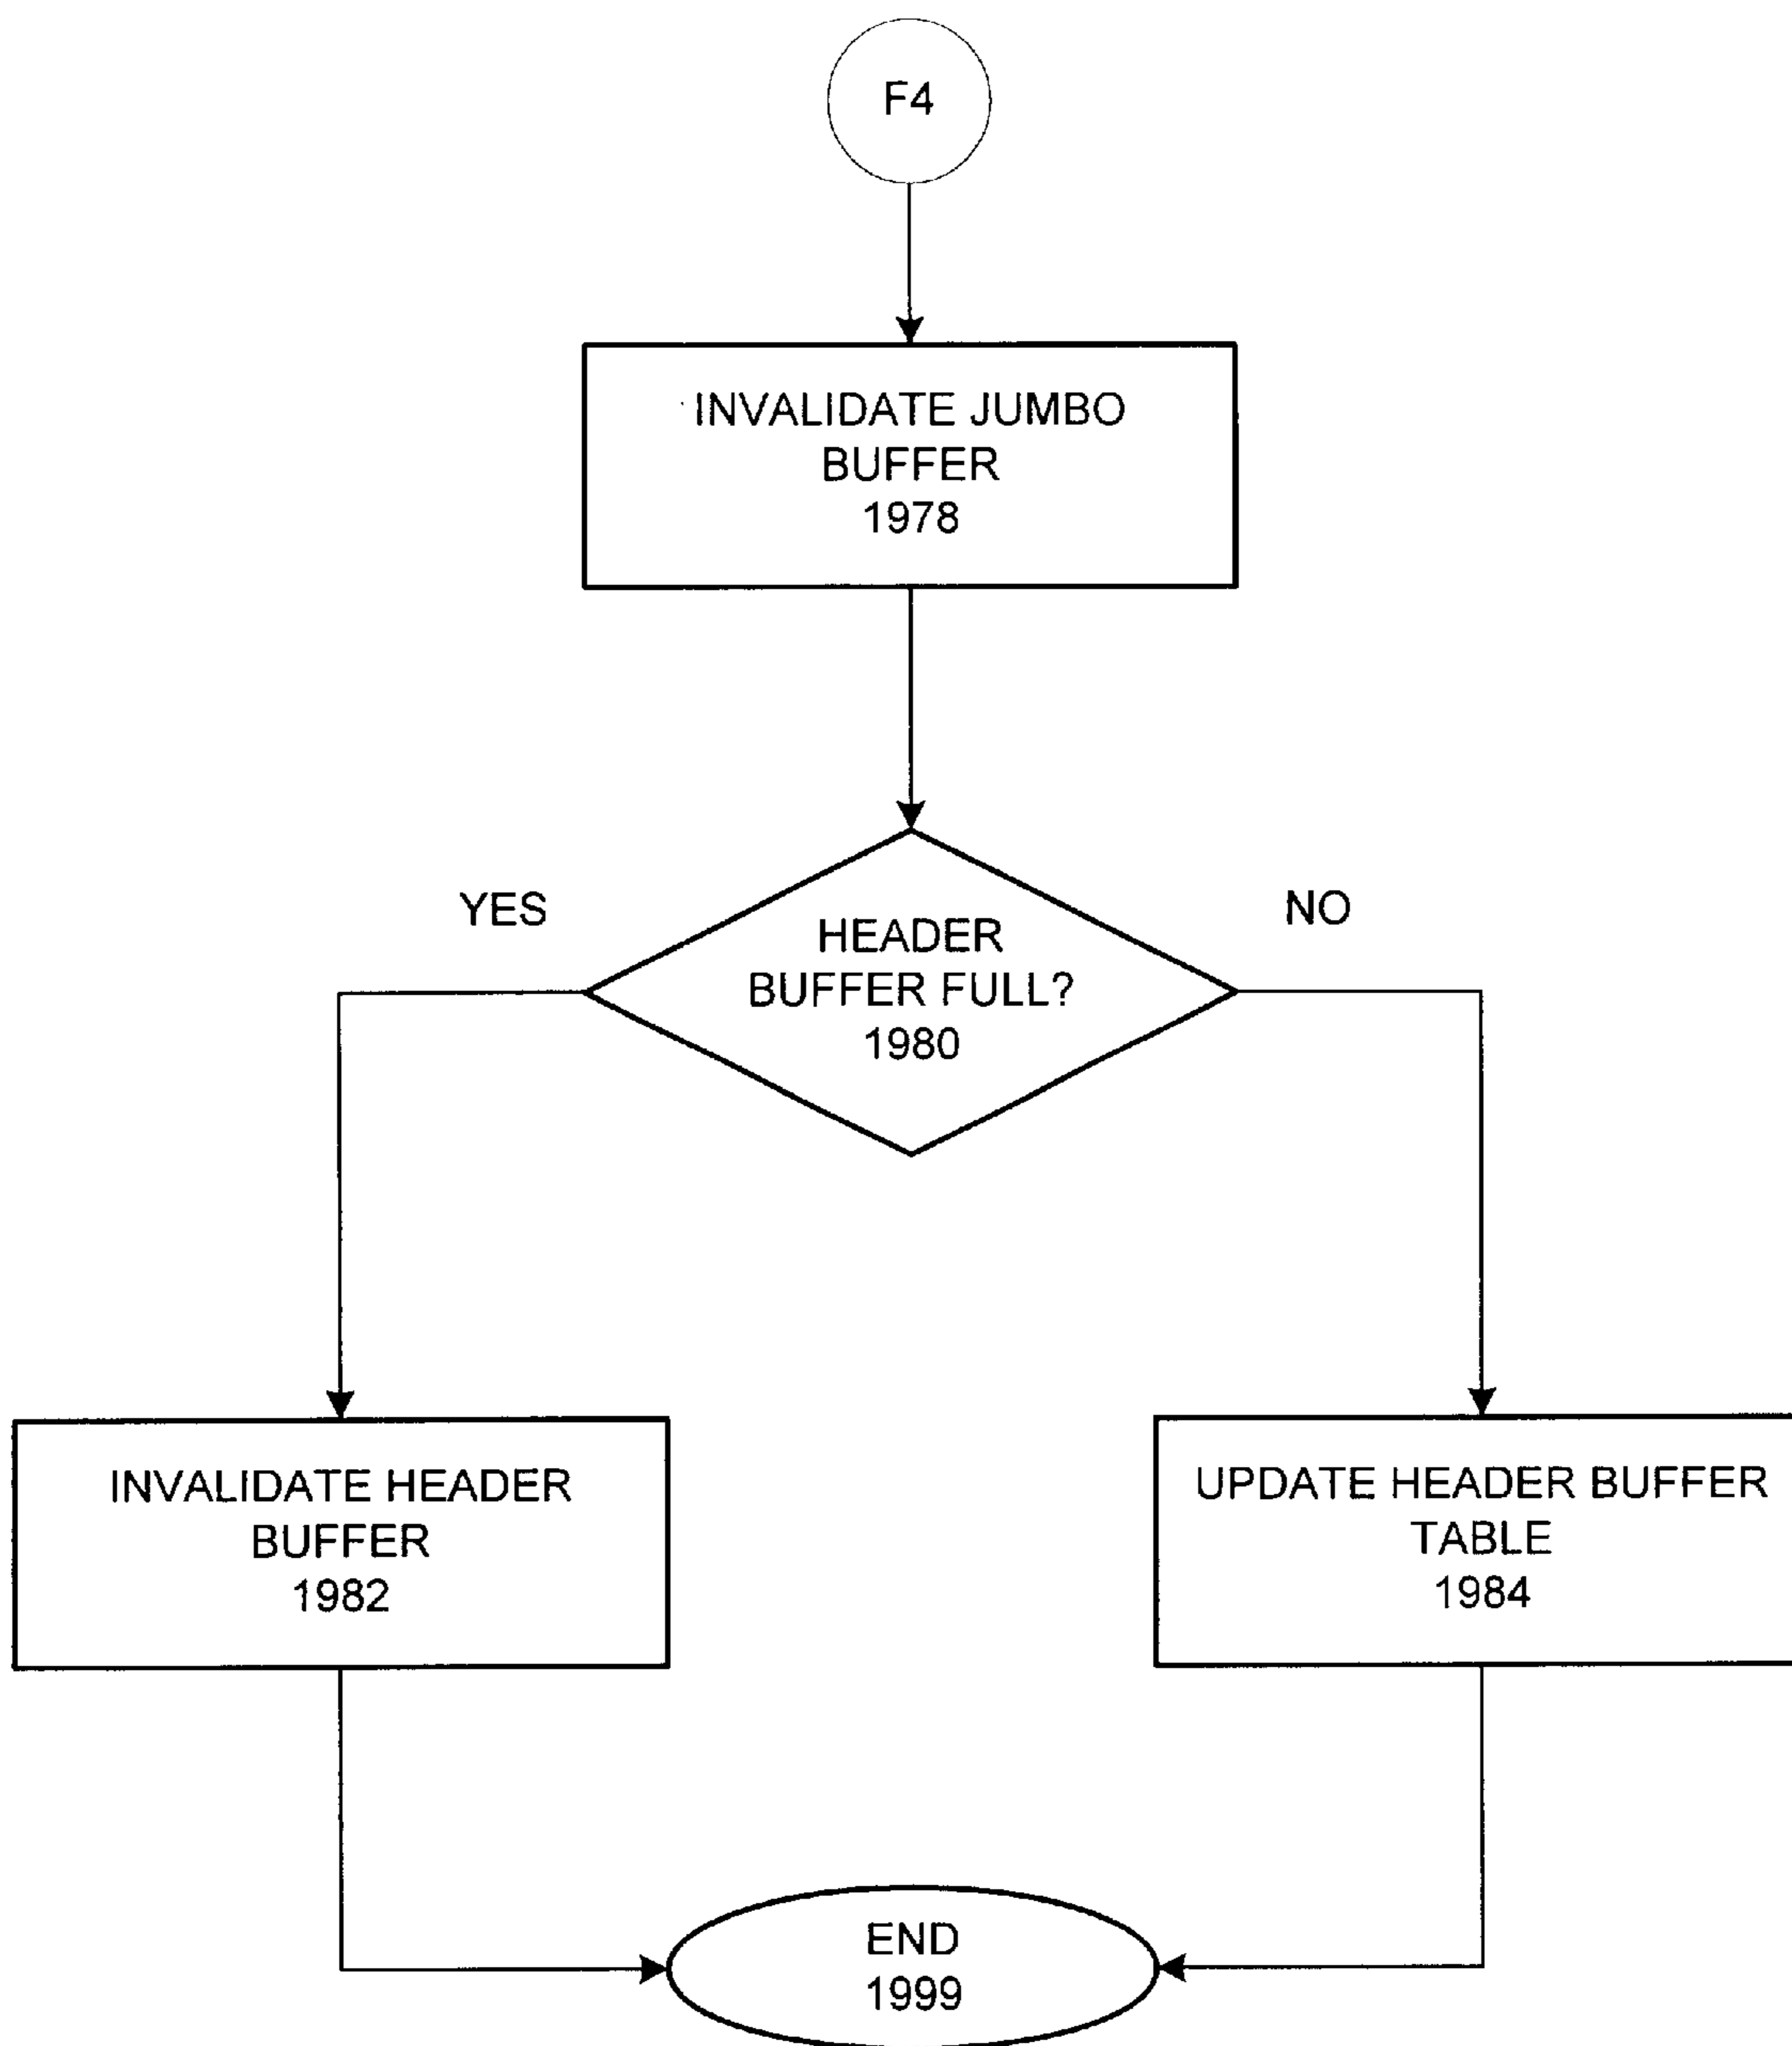 F4
INVALIDATE JUMBO
BUFFER
1978
YES
NO
HEADER
BUFFER FULL?
1980
INVALIDATE HEADER
BUFFER
1982
UPDATE HEADER BUFFER
TABLE
1984
END
1999